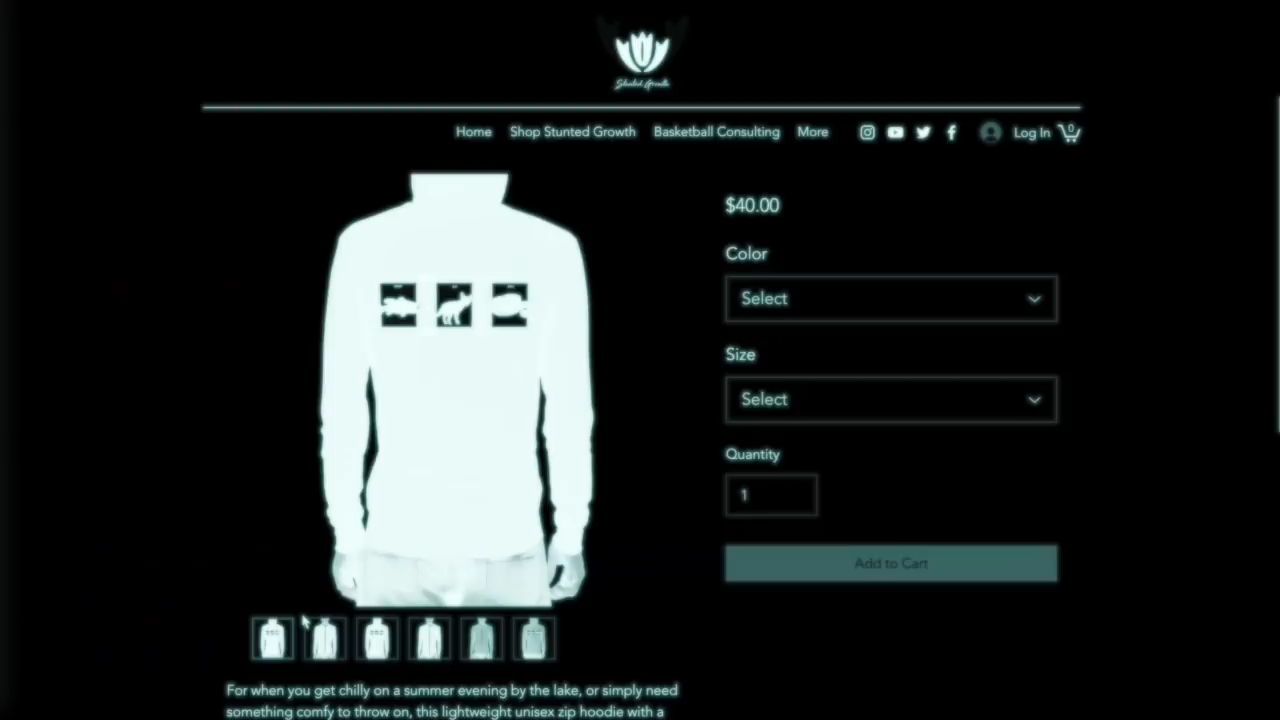 Stunted Growth
Home Shop Stunted Growth Basketball Consulting More Log In 0
$40.00
Color
Select
Size
Select
Quantity
1
Add to Cart
For when you get chilly on a summer evening by the lake, or simply need
something comfy to throw on, this lightweight unisex zip hoodie with a